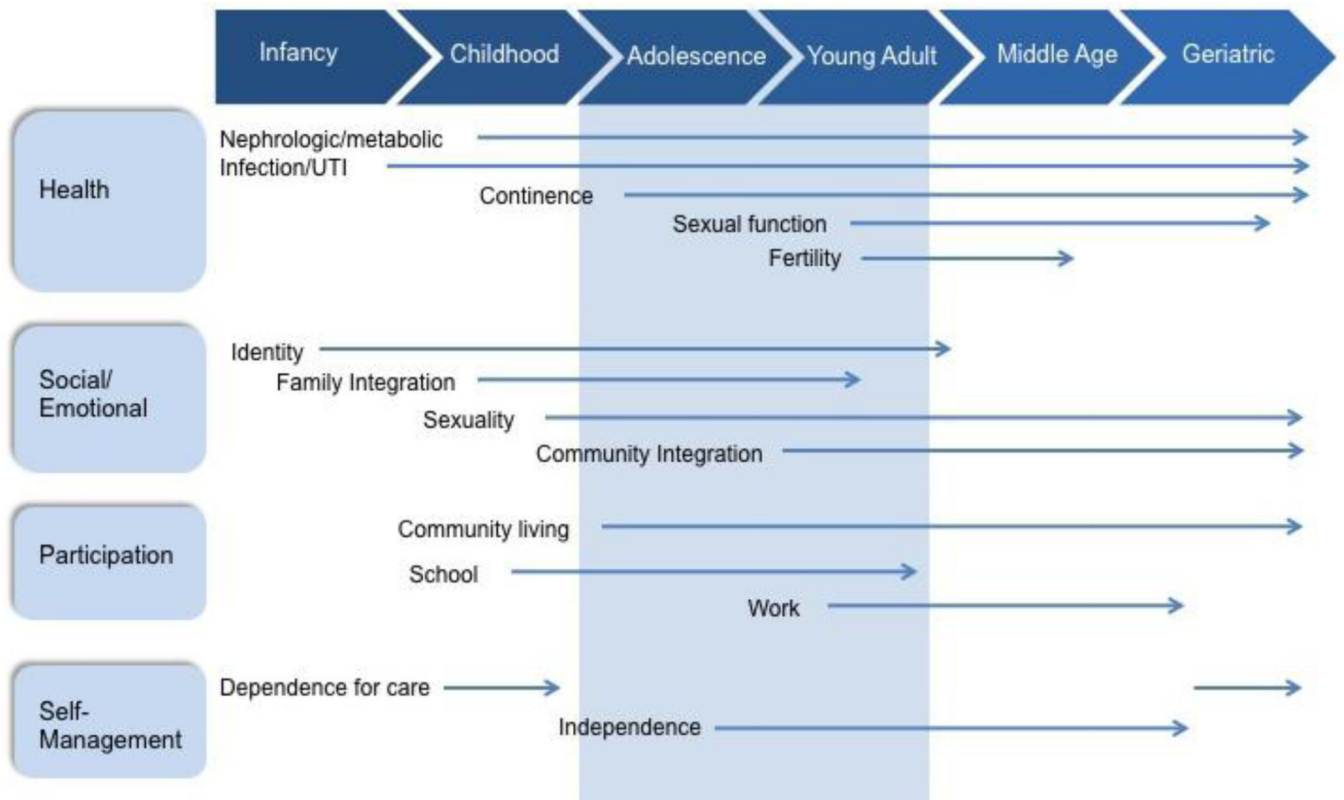 Infancy
Childhood
Adolescence
Young Adult
Middle Age
Geriatric
Health
Nephrologic/metabolic
Infection/UTI
Continence
Sexual function
Fertility
Social/
Emotional
Identity
Family Integration
Sexuality
Community Integration
Participation
Community living
School
Work
Self-
Management
Dependence for care
Independence